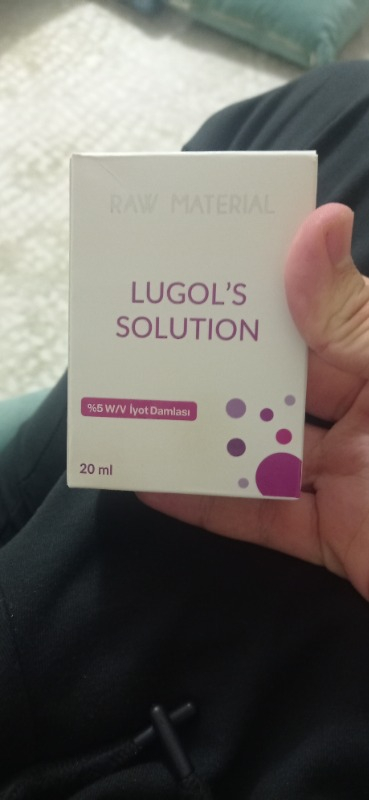 RAW MATERIAL
LUGOL'S
SOLUTION
%5 W/V İyot Damlası
20 ml